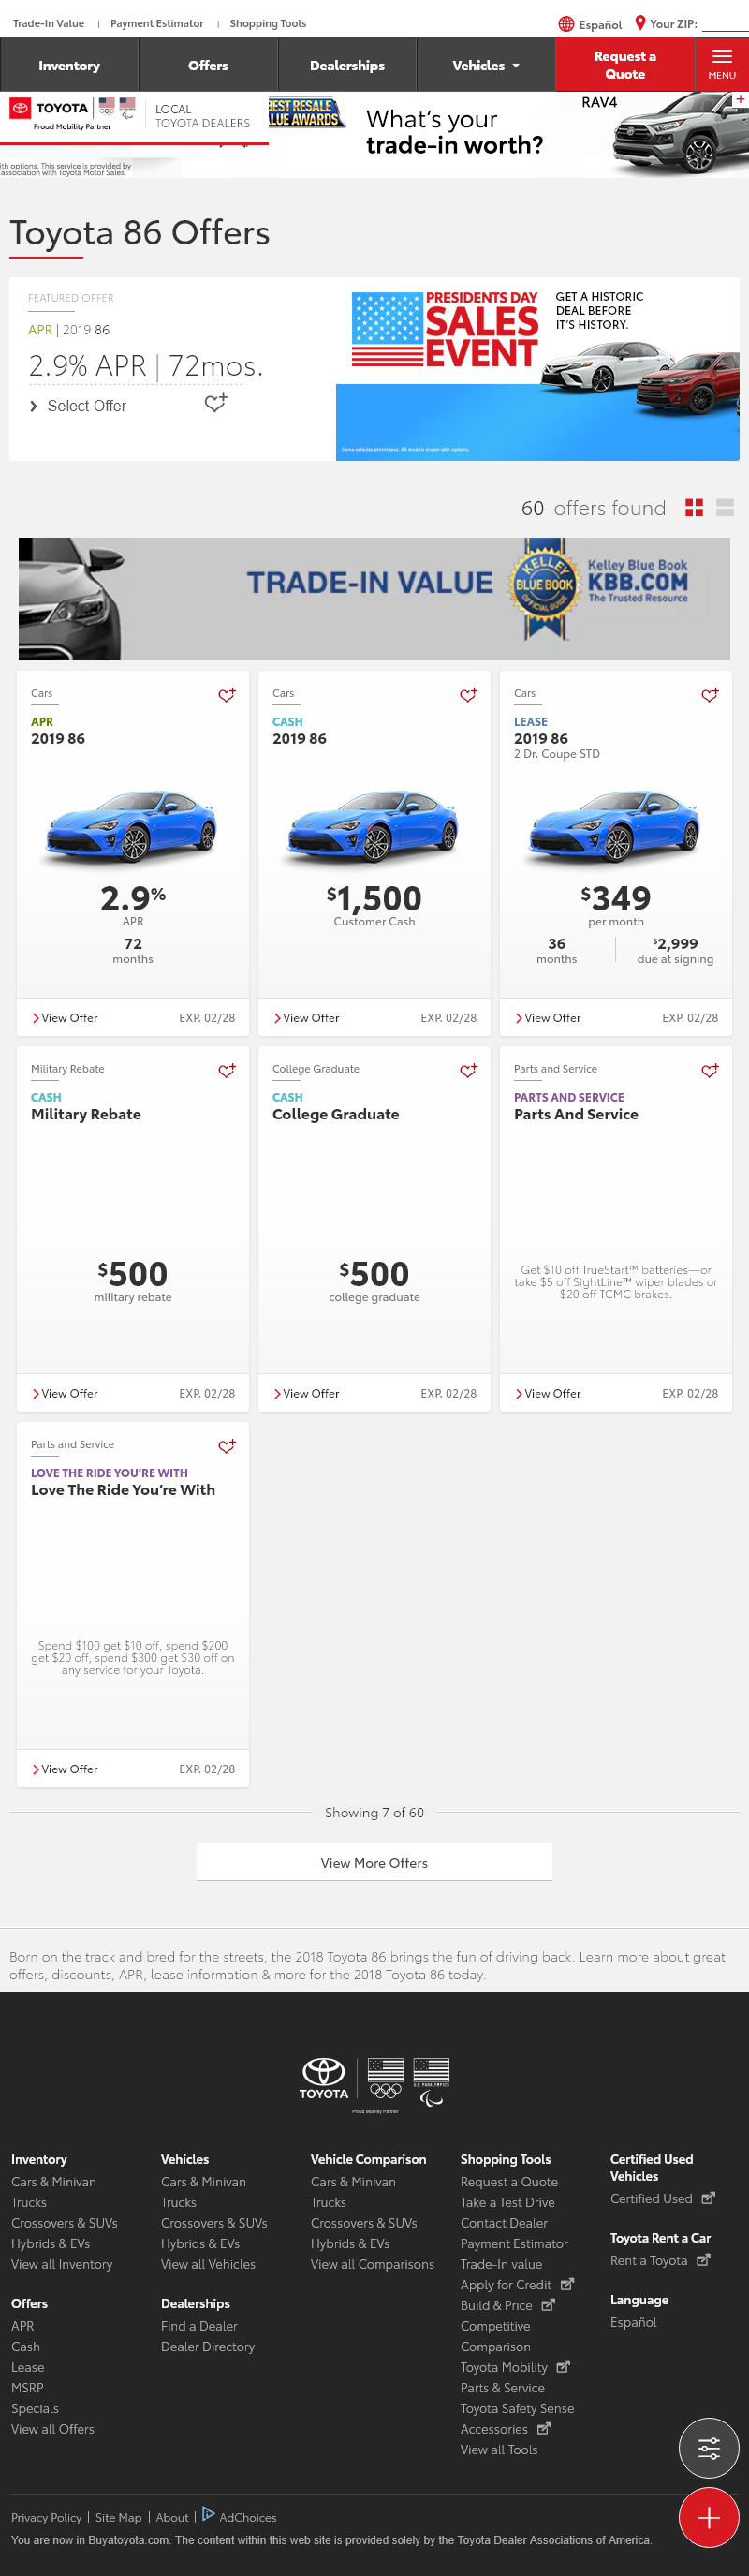 Trade-In Value | Payment Estimator | Shopping Tools
Español
Your ZIP:
Inventory
Offers
Dealerships
Vehicles
Request a
Quote
MENU
TOYOTA
Proud Mobility Partner
LOCAL
TOYOTA DEALERS
BEST RESALE
VALUE AWARDS
What's your
trade-in worth?
RAV4
th options. This service is provided by
association with Toyota Motor Sales.
Toyota 86 Offers
FEATURED OFFER
APR | 2019 86
2.9% APR | 72mos.
Select Offer
PRESIDENTS DAY
SALES
EVENT
GET A HISTORIC
DEAL BEFORE
IT'S HISTORY.
Some vehicles prototypes. All models shown with options.
60 offers found
TRADE-IN VALUE
KELLEY
BLUE BOOK
OFFICIAL GUIDE
Kelley Blue Book
KBB.COM
The Trusted Resource
Cars
APR
2019 86
2.9%
APR
72
months
View Offer
EXP. 02/28
Cars
CASH
2019 86
$1,500
Customer Cash
View Offer
EXP. 02/28
Cars
LEASE
2019 86
2 Dr. Coupe STD
$349
per month
36
months
$2,999
due at signing
View Offer
EXP. 02/28
Military Rebate
CASH
Military Rebate
$500
military rebate
View Offer
EXP. 02/28
College Graduate
CASH
College Graduate
$500
college graduate
View Offer
EXP. 02/28
Parts and Service
PARTS AND SERVICE
Parts And Service
Get $10 off TrueStart™ batteries—or
take $5 off SightLine™ wiper blades or
$20 off TCMC brakes.
View Offer
EXP. 02/28
Parts and Service
LOVE THE RIDE YOU'RE WITH
Love The Ride You're With
Spend $100 get $10 off, spend $200
get $20 off, spend $300 get $30 off on
any service for your Toyota.
View Offer
EXP. 02/28
Showing 7 of 60
View More Offers
Born on the track and bred for the streets, the 2018 Toyota 86 brings the fun of driving back. Learn more about great
offers, discounts, APR, lease information & more for the 2018 Toyota 86 today.
TOYOTA
U.S. PARALYMPICS
Proud Mobility Partner
Inventory
Cars & Minivan
Trucks
Crossovers & SUVs
Hybrids & EVs
View all Inventory
Offers
APR
Cash
Lease
MSRP
Specials
View all Offers
Vehicles
Cars & Minivan
Trucks
Crossovers & SUVs
Hybrids & EVs
View all Vehicles
Dealerships
Find a Dealer
Dealer Directory
Vehicle Comparison
Cars & Minivan
Trucks
Crossovers & SUVs
Hybrids & EVs
View all Comparisons
Shopping Tools
Request a Quote
Take a Test Drive
Contact Dealer
Payment Estimator
Trade-In value
Apply for Credit
Build & Price
Competitive
Comparison
Toyota Mobility
Parts & Service
Toyota Safety Sense
Accessories
View all Tools
Certified Used
Vehicles
Certified Used
Toyota Rent a Car
Rent a Toyota
Language
Español
Privacy Policy | Site Map | About | AdChoices
You are now in Buyatoyota.com. The content within this web site is provided solely by the Toyota Dealer Associations of America.